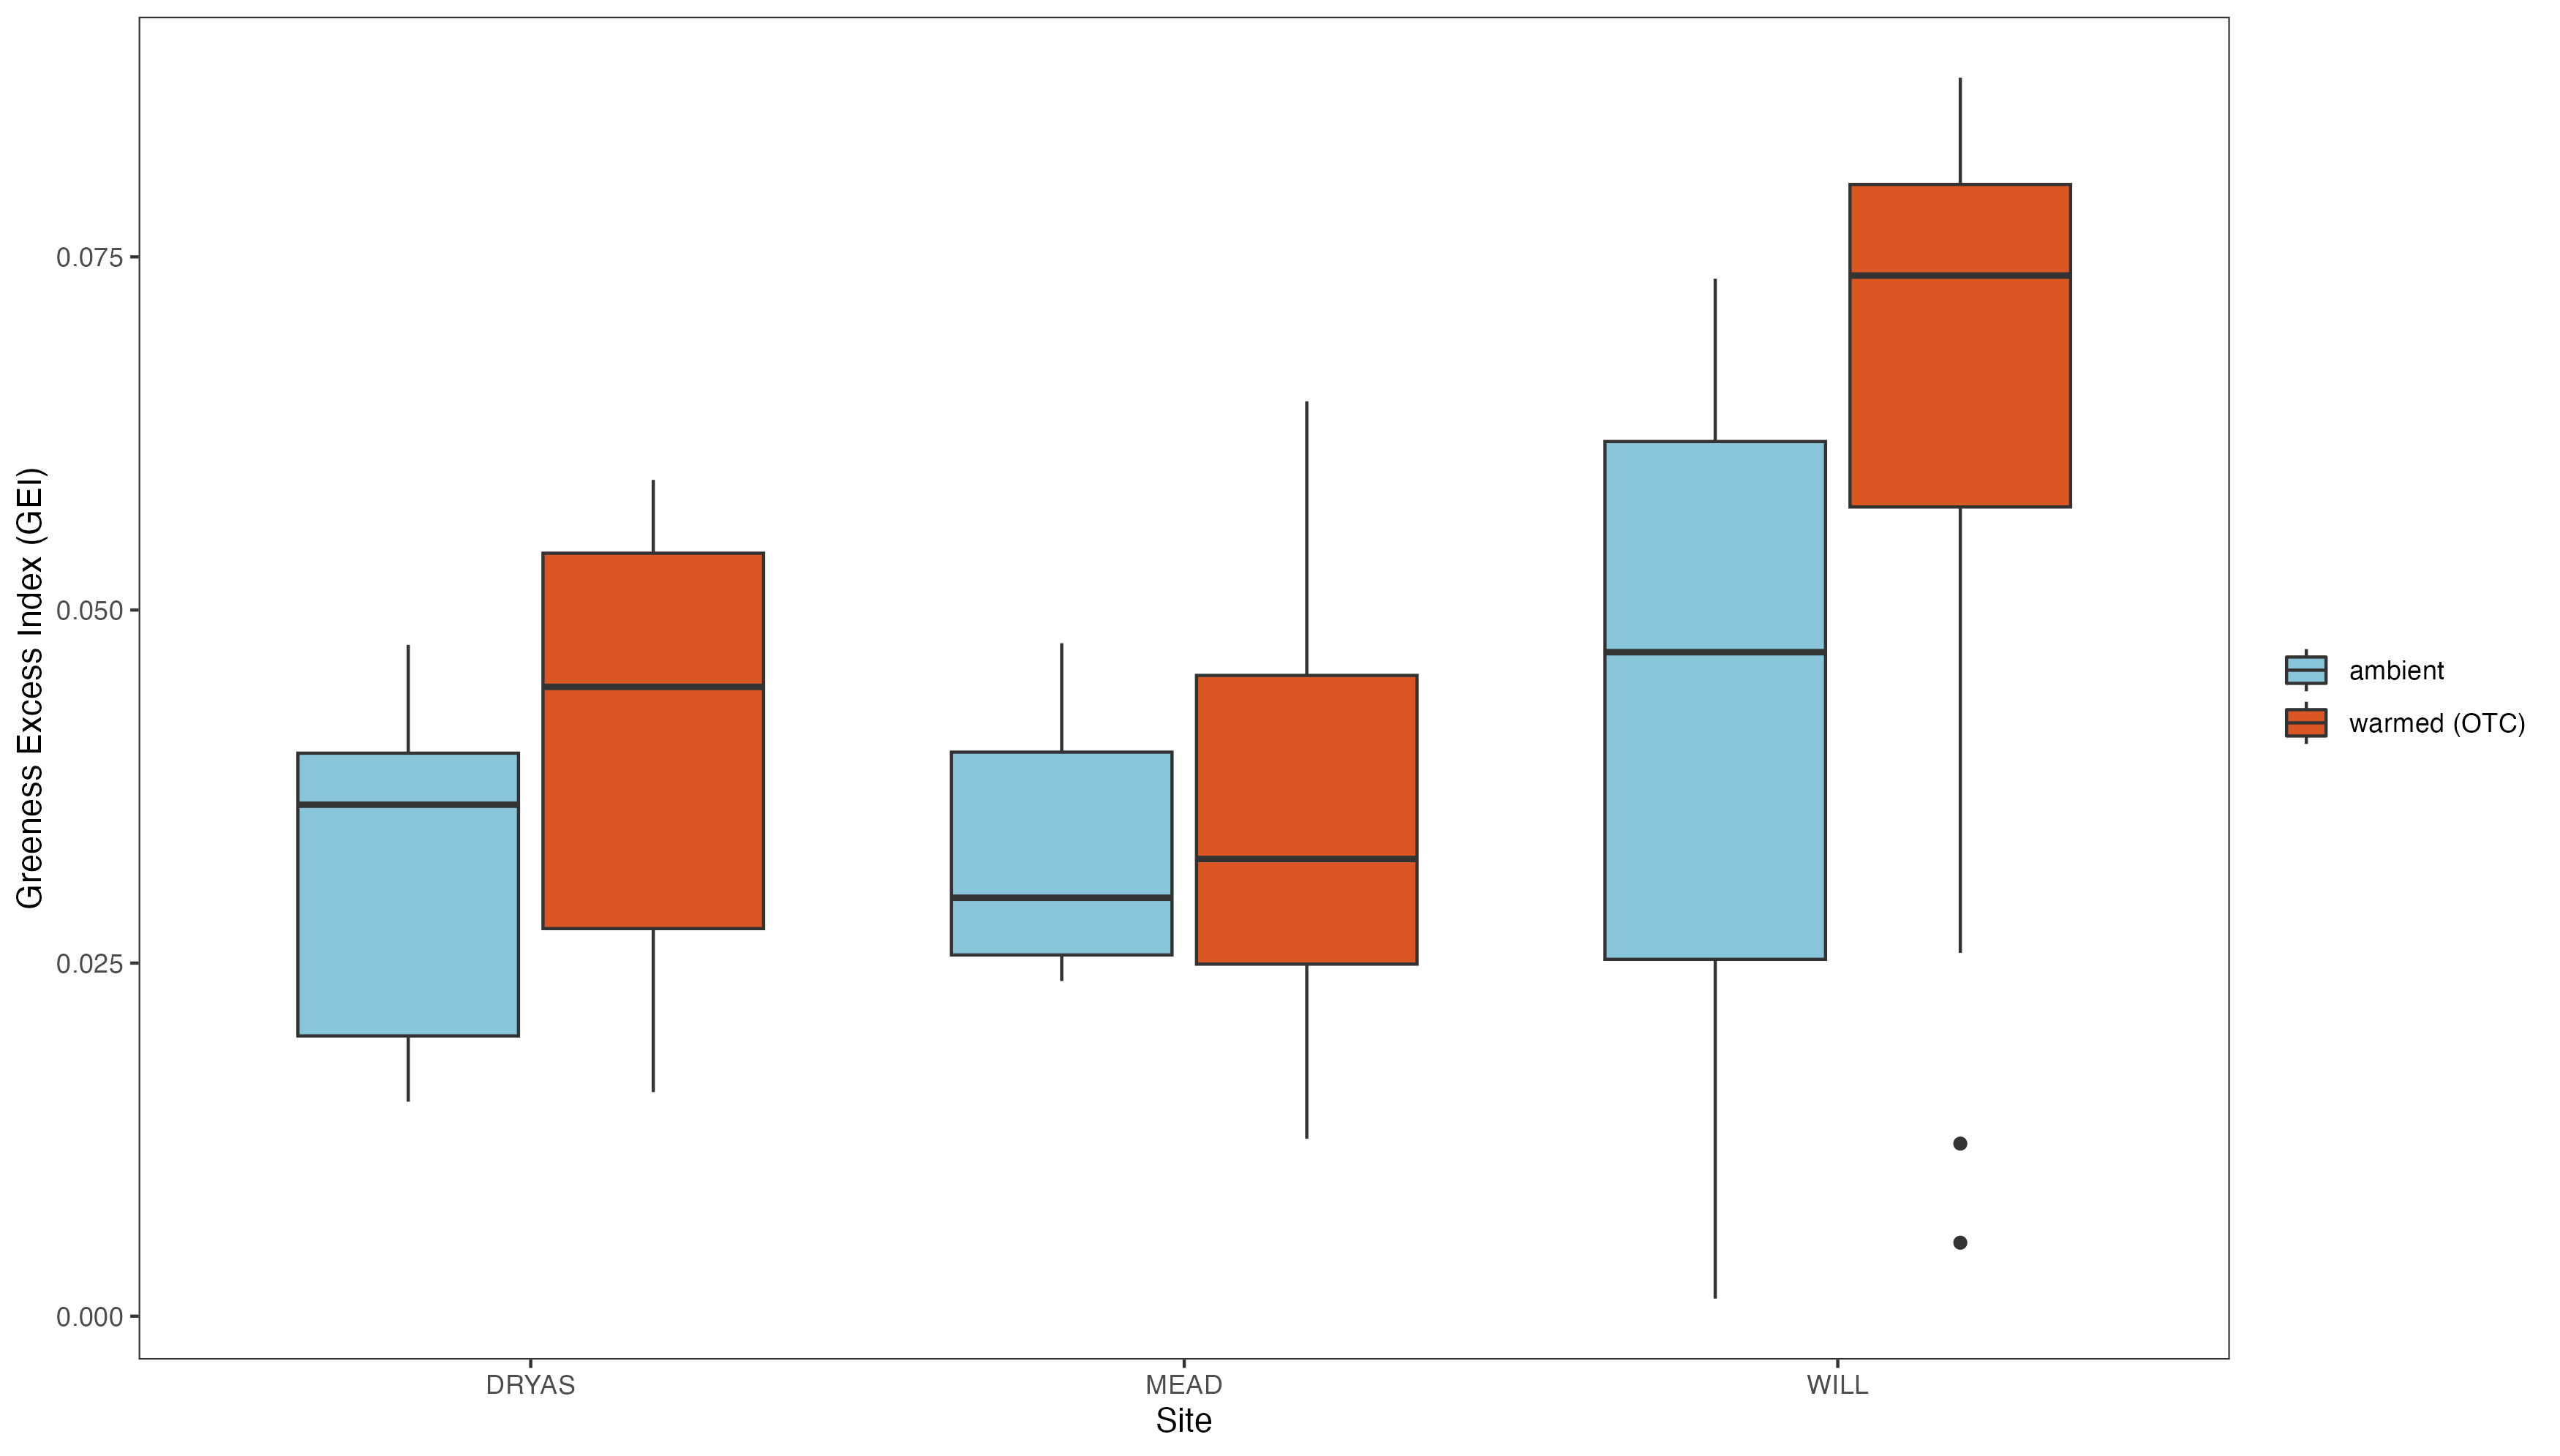 Greeness Excess Index (GEI)
0.075
0.050
0.025
0.000
DRYAS
MEAD
WILL
Site
ambient
warmed (OTC)